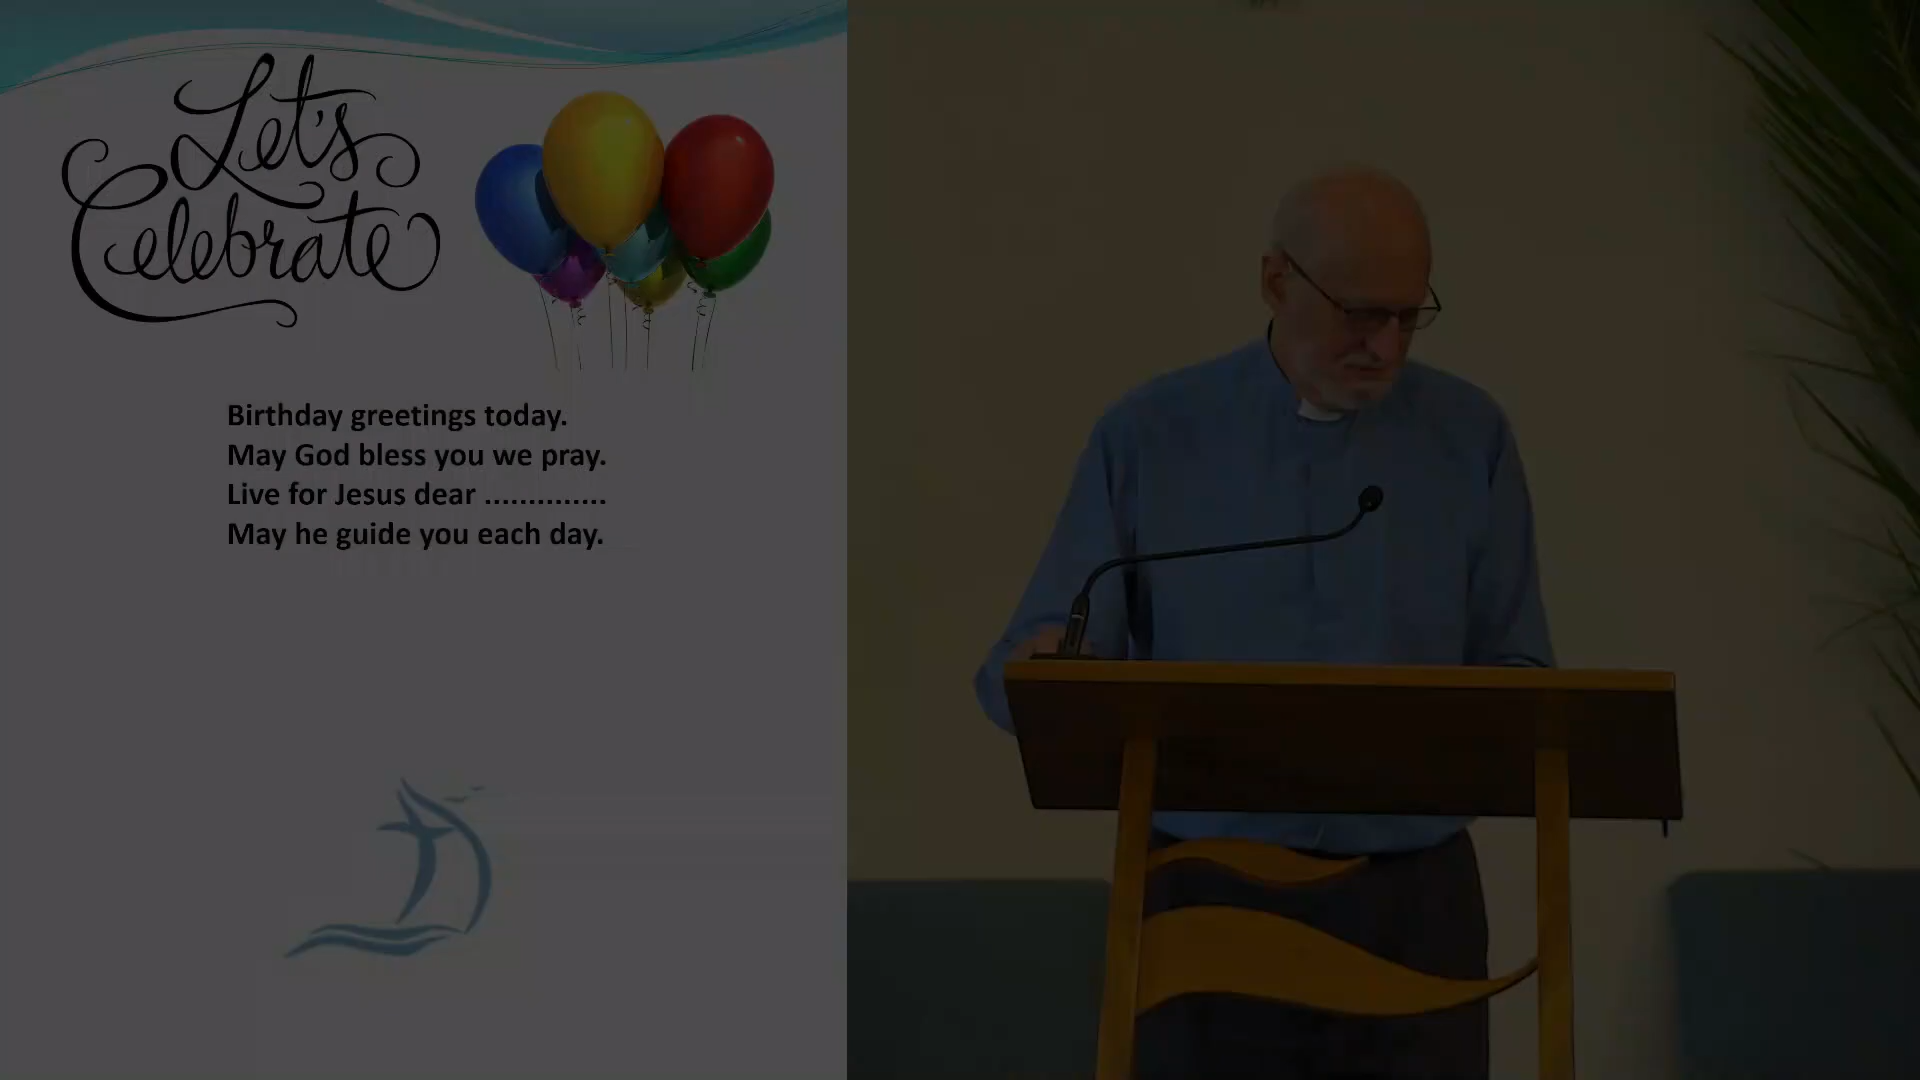 Let's
Celebrate
Birthday greetings today.
May God bless you we pray.
Live for Jesus dear ..............
May he guide you each day.